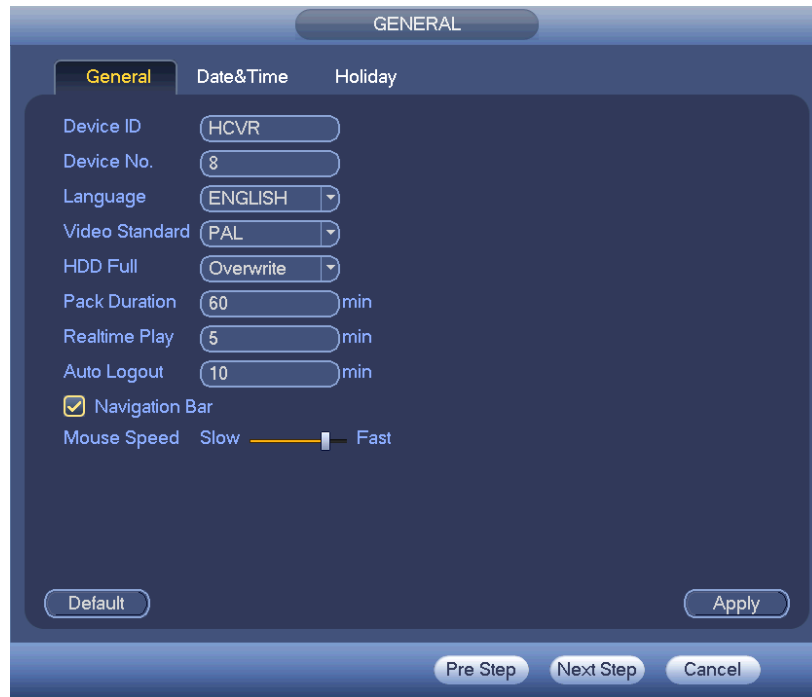 GENERAL
General Date&Time Holiday
Device ID HCVR
Device No. 8
Language ENGLISH
Video Standard PAL
HDD Full Overwrite
Pack Duration 60 min
Realtime Play 5 min
Auto Logout 10 min
Navigation Bar
Mouse Speed Slow Fast
Default Apply
Pre Step Next Step Cancel